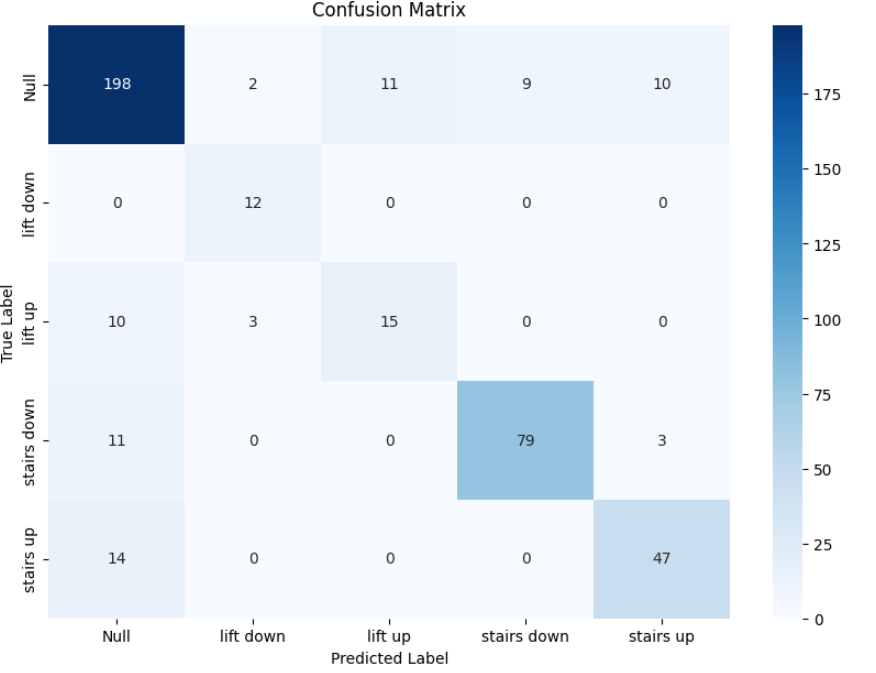 Confusion Matrix
Null 198 2 11 9 10
lift down 0 12 0 0 0
lift up 10 3 15 0 0
stairs down 11 0 0 79 3
stairs up 14 0 0 0 47
True Label
Null lift down lift up stairs down stairs up
Predicted Label
175
150
125
100
75
50
25
0